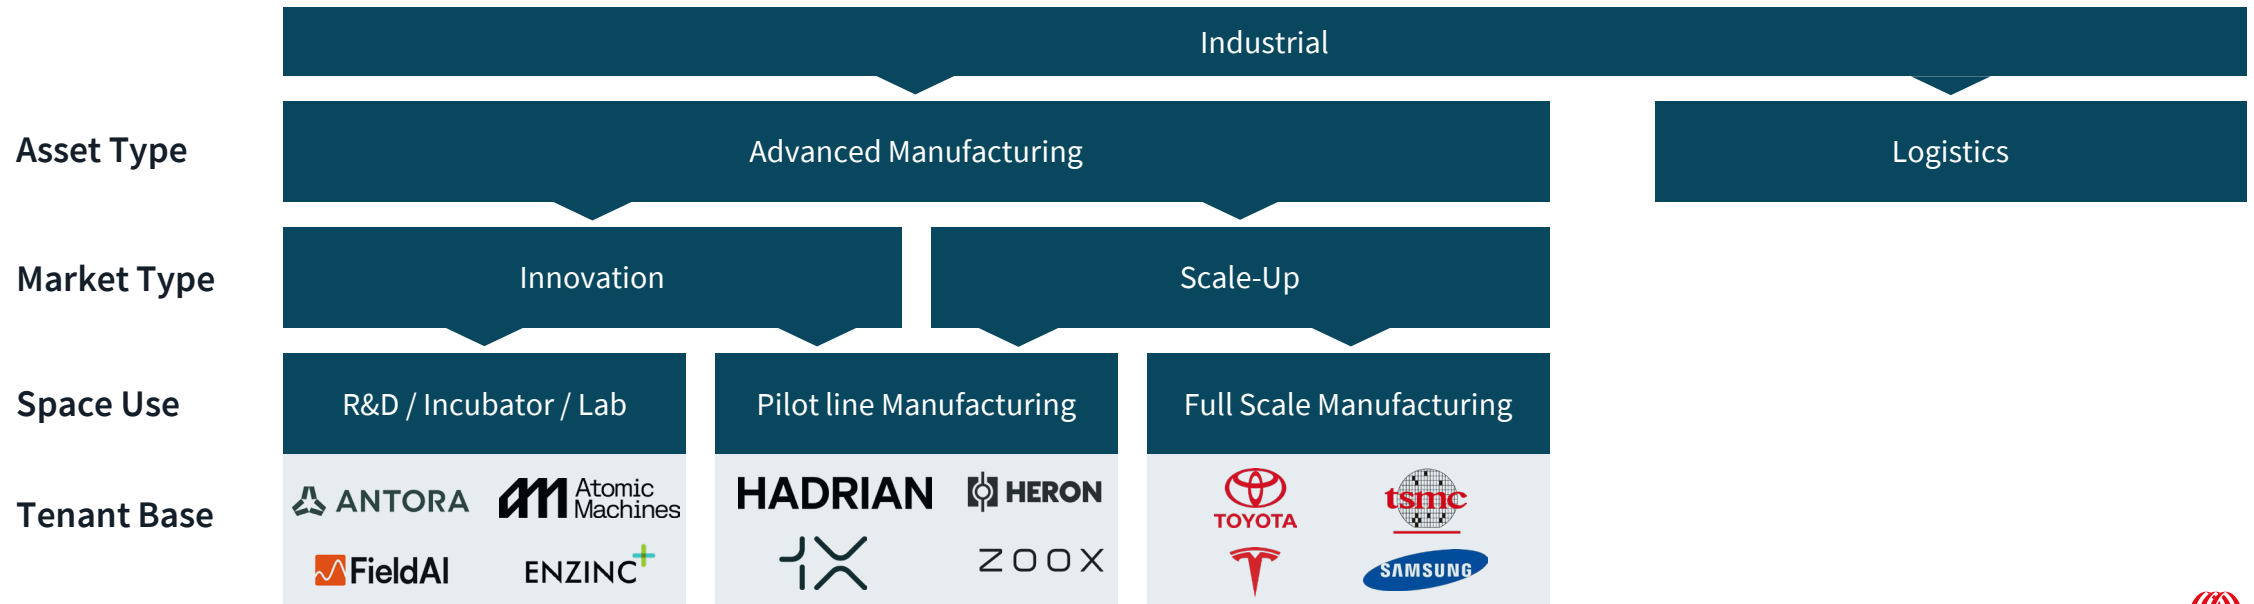 Industrial
Asset Type
Advanced Manufacturing
Logistics
Market Type
Innovation
Scale-Up
Space Use
R&D / Incubator / Lab
Pilot line Manufacturing
Full Scale Manufacturing
Tenant Base
ANTORA
Atomic
Machines
HADRIAN
HERON
TOYOTA
tsmc
FieldAI
ENZINC
1X
ZOOX
SAMSUNG